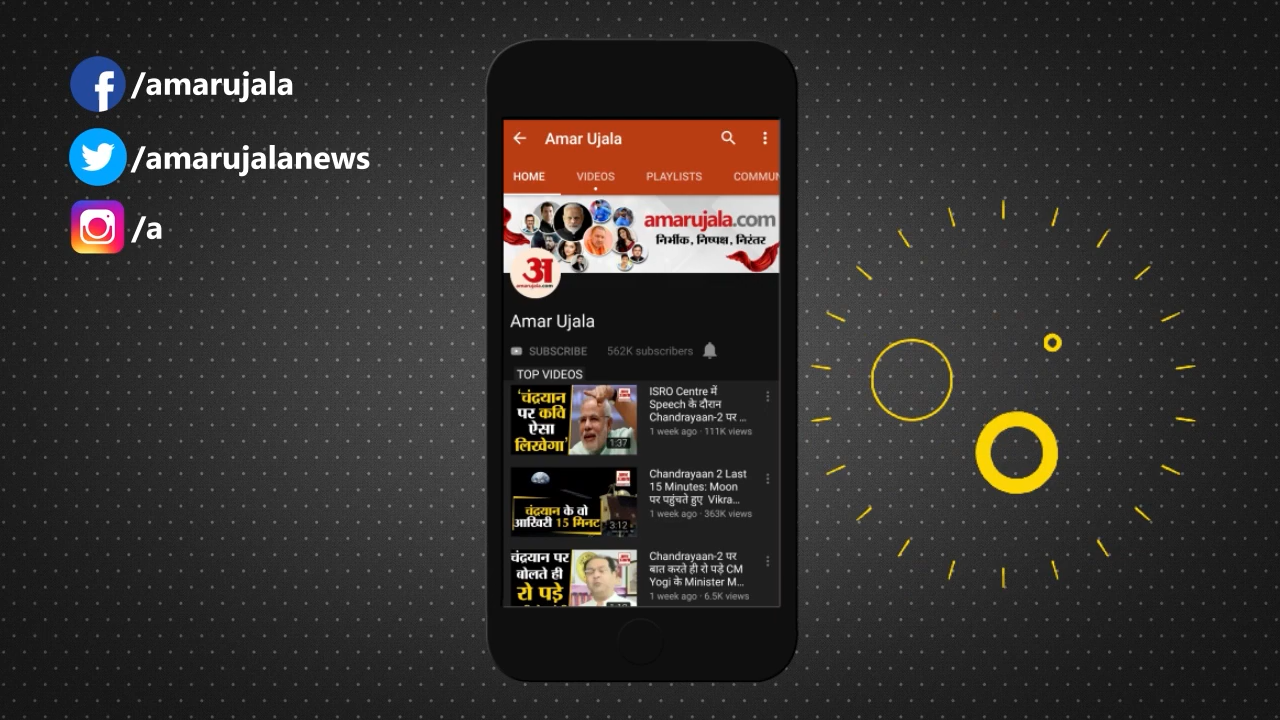 /amarujala
/amarujalanews
/a
Amar Ujala
HOME VIDEOS PLAYLISTS COMMUN
amarujala.com
निर्भीक, निष्पक्ष, निरंतर
अ
amarujala.com
Amar Ujala
SUBSCRIBE 562K subscribers
TOP VIDEOS
'चंद्रयान
पर कवि
ऐसा
लिखेगा'
1:37
ISRO Centre में
Speech के दौरान
Chandrayaan-2 पर ...
1 week ago · 111K views
चंद्रयान के वो
आखिरी 15 मिनट
3:12
Chandrayaan 2 Last
15 Minutes: Moon
पर पहुंचते हुए Vikra...
1 week ago · 363K views
चंद्रयान पर
बोलते ही
रो पड़े
Chandrayaan-2 पर
बात करते ही रो पड़े CM
Yogi के Minister M...
1 week ago · 6.5K views